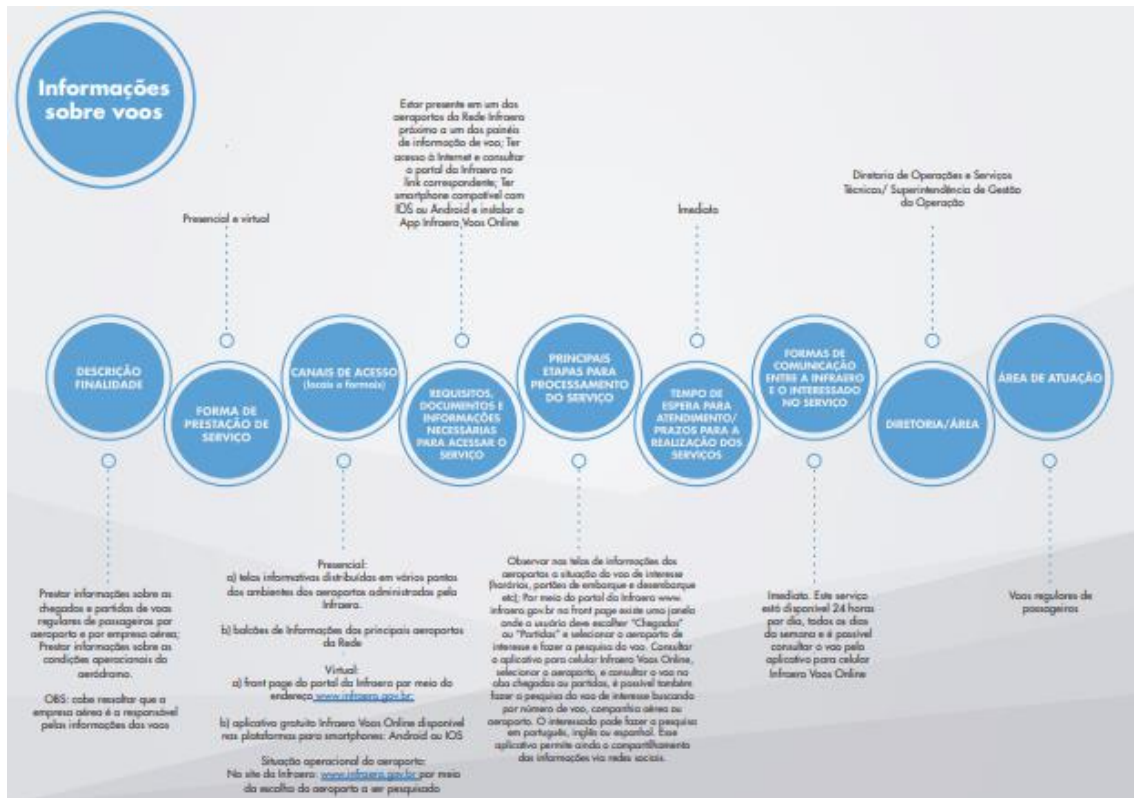 Informações
sobre voos
Presencial e virtual
Estar presente em um dos
aeroportos da Rede Infraero
próximo a um dos painéis
de informação de voo; Ter
acesso à Internet e consultar
o portal da Infraero no
link correspondente; Ter
smartphone compatível com
IOS ou Android e instalar o
App Infraero Voos Online
Imediato
Diretoria de Operações e Serviços
Técnicos/ Superintendência de Gestão
da Operação
DESCRIÇÃO
FINALIDADE
FORMA DE
PRESTAÇÃO DE
SERVIÇO
CANAIS DE ACESSO
(locais e formais)
REQUISITOS,
DOCUMENTOS E
INFORMAÇÕES
NECESSÁRIAS
PARA ACESSAR O
SERVIÇO
PRINCIPAIS
ETAPAS PARA
PROCESSAMENTO
DO SERVIÇO
TEMPO DE
ESPERA PARA
ATENDIMENTO/
PRAZOS PARA A
REALIZAÇÃO DOS
SERVIÇOS
FORMAS DE
COMUNICAÇÃO
ENTRE A INFRAERO
E O INTERESSADO
NO SERVIÇO
DIRETORIA/ÁREA
ÁREA DE ATUAÇÃO
Prestar informações sobre as
chegadas e partidas de voos
regulares de passageiros por
aeroporto e por empresa aérea;
Prestar informações sobre as
condições operacionais do
aeródromo.
OBS: cabe ressaltar que a
empresa aérea é a responsável
pelas informações dos voos
Presencial:
a) telas informativas distribuídas em vários pontos
dos ambientes dos aeroportos administrados pela
Infraero.
b) balcões de Informações dos principais aeroportos
da Rede
Virtual:
a) front page do portal da Infraero por meio do
endereço www.infraero.gov.br;
b) aplicativo gratuito Infraero Voos Online disponível
nas plataformas para smartphones: Android ou IOS
Situação operacional do aeroporto:
No site da Infraero: www.infraero.gov.br por meio
da escolha do aeroporto a ser pesquisado
Observar nas telas de informações dos
aeroportos a situação do voo de interesse
(horários, portões de embarque e desembarque
etc); Por meio do portal da Infraero www.
infraero.gov.br na front page existe uma janela
onde o usuário deve escolher "Chegadas"
ou "Partidas" e selecionar o aeroporto de
interesse e fazer a pesquisa do voo. Consultar
o aplicativo para celular Infraero Voos Online,
selecionar o aeroporto, e consultar o voo na
aba chegadas ou partidas, é possível também
fazer a pesquisa do voo de interesse buscando
por número de voo, companhia aérea ou
aeroporto. O interessado pode fazer a pesquisa
em português, inglês ou espanhol. Esse
aplicativo permite ainda o compartilhamento
das informações via redes sociais.
Imediato. Este serviço
está disponível 24 horas
por dia, todos os dias
da semana e é possível
consultar o voo pelo
aplicativo para celular
Infraero Voos Online
Voos regulares de
passageiros